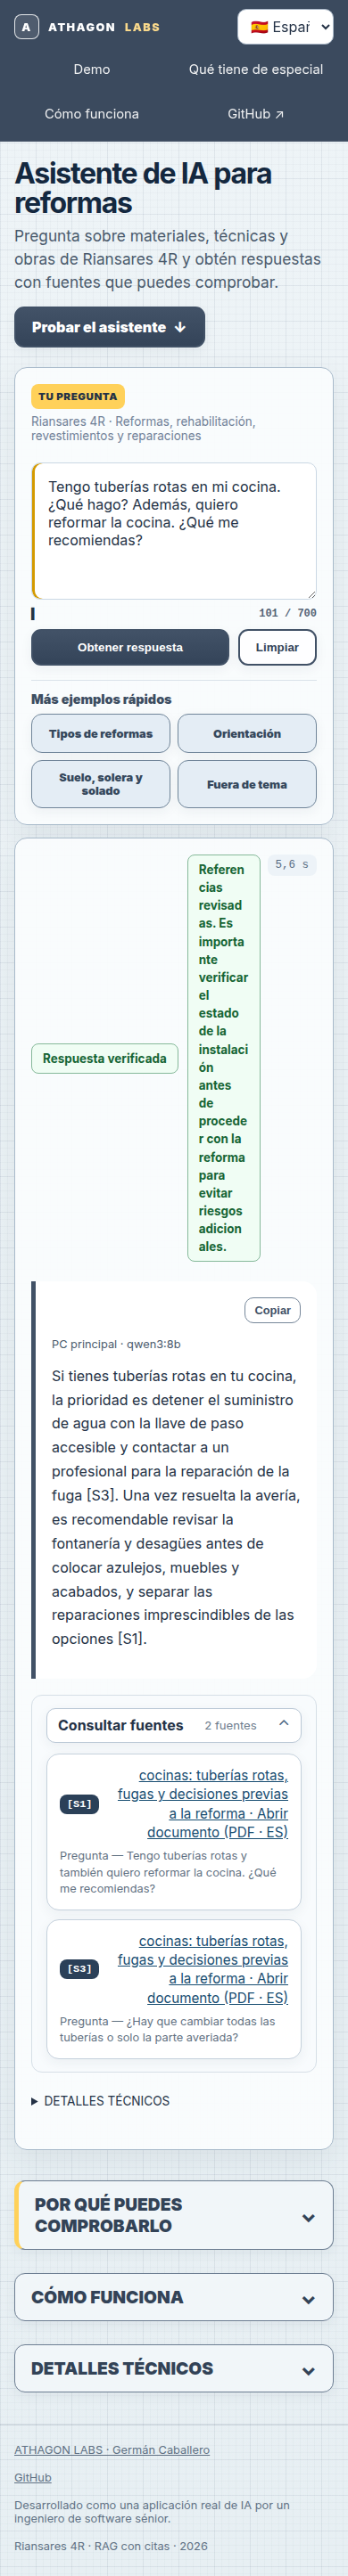 A ATHAGON LABS
🇪🇸 Españ
Demo
Qué tiene de especial
Cómo funciona
GitHub ↗
Asistente de IA para
reformas
Pregunta sobre materiales, técnicas y
obras de Riansares 4R y obtén respuestas
con fuentes que puedes comprobar.
Probar el asistente ↓
TU PREGUNTA
Riansares 4R · Reformas, rehabilitación,
revestimientos y reparaciones
Tengo tuberías rotas en mi cocina.
¿Qué hago? Además, quiero
reformar la cocina. ¿Qué me
recomiendas?
101 / 700
Obtener respuesta
Limpiar
Más ejemplos rápidos
Tipos de reformas
Orientación
Suelo, solera y
solado
Fuera de tema
Respuesta verificada
Referen
cias
revisad
as. Es
importa
nte
verificar
el
estado
de la
instalaci
ón
antes
de
procede
r con la
reforma
para
evitar
riesgos
adicion
ales.
5,6 s
Copiar
PC principal · qwen3:8b
Si tienes tuberías rotas en tu cocina,
la prioridad es detener el suministro
de agua con la llave de paso
accesible y contactar a un
profesional para la reparación de la
fuga [S3]. Una vez resuelta la avería,
es recomendable revisar la
fontanería y desagües antes de
colocar azulejos, muebles y
acabados, y separar las
reparaciones imprescindibles de las
opciones [S1].
Consultar fuentes
2 fuentes
[S1]
cocinas: tuberías rotas,
fugas y decisiones previas
a la reforma · Abrir
documento (PDF · ES)
Pregunta — Tengo tuberías rotas y
también quiero reformar la cocina. ¿Qué
me recomiendas?
[S3]
cocinas: tuberías rotas,
fugas y decisiones previas
a la reforma · Abrir
documento (PDF · ES)
Pregunta — ¿Hay que cambiar todas las
tuberías o solo la parte averiada?
▶ DETALLES TÉCNICOS
POR QUÉ PUEDES
COMPROBARLO
CÓMO FUNCIONA
DETALLES TÉCNICOS
ATHAGON LABS · Germán Caballero
GitHub
Desarrollado como una aplicación real de IA por un
ingeniero de software sénior.
Riansares 4R · RAG con citas · 2026